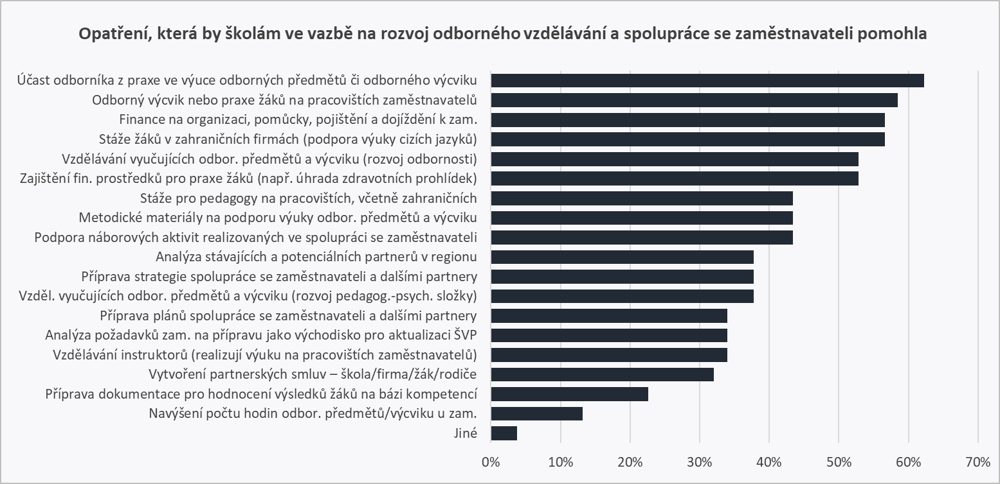 Opatření, která by školám ve vazbě na rozvoj odborného vzdělávání a spolupráce se zaměstnavateli pomohla
Účast odborníka z praxe ve výuce odborných předmětů či odborného výcviku
Odborný výcvik nebo praxe žáků na pracovištích zaměstnavatelů
Finance na organizaci, pomůcky, pojištění a dojíždění k zam.
Stáže žáků v zahraničních firmách (podpora výuky cizích jazyků)
Vzdělávání vyučujících odbor. předmětů a výcviku (rozvoj odbornosti)
Zajištění fin. prostředků pro praxe žáků (např. úhrada zdravotních prohlídek)
Stáže pro pedagogy na pracovištích, včetně zahraničních
Metodické materiály na podporu výuky odbor. předmětů a výcviku
Podpora náborových aktivit realizovaných ve spolupráci se zaměstnavateli
Analýza stávajících a potenciálních partnerů v regionu
Příprava strategie spolupráce se zaměstnavateli a dalšími partnery
Vzděl. vyučujících odbor. předmětů a výcviku (rozvoj pedagog.-psych. složky)
Příprava plánů spolupráce se zaměstnavateli a dalšími partnery
Analýza požadavků zam. na přípravu jako východisko pro aktualizaci ŠVP
Vzdělávání instruktorů (realizují výuku na pracovištích zaměstnavatelů)
Vytvoření partnerských smluv – škola/firma/žák/rodiče
Příprava dokumentace pro hodnocení výsledků žáků na bázi kompetencí
Navýšení počtu hodin odbor. předmětů/výcviku u zam.
Jiné
0% 10% 20% 30% 40% 50% 60% 70%